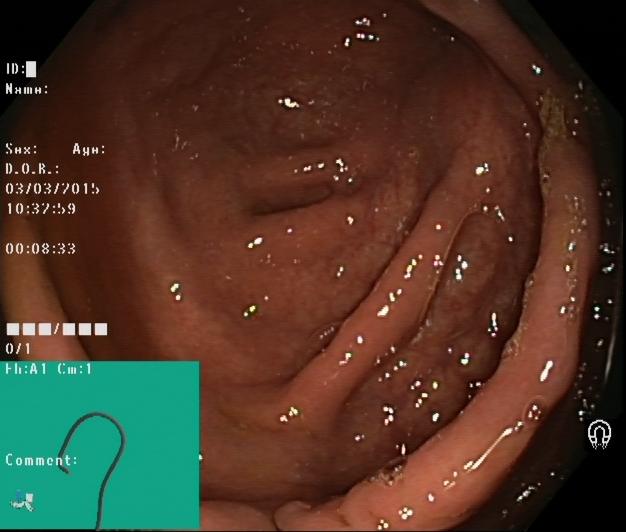 ID:
Name:
Sex: Age:
D.O.B.:
03/03/2015
10:37:59
00:08:33
■■■/■■■
0/1
Eh:A1 Cm:1
Comment: